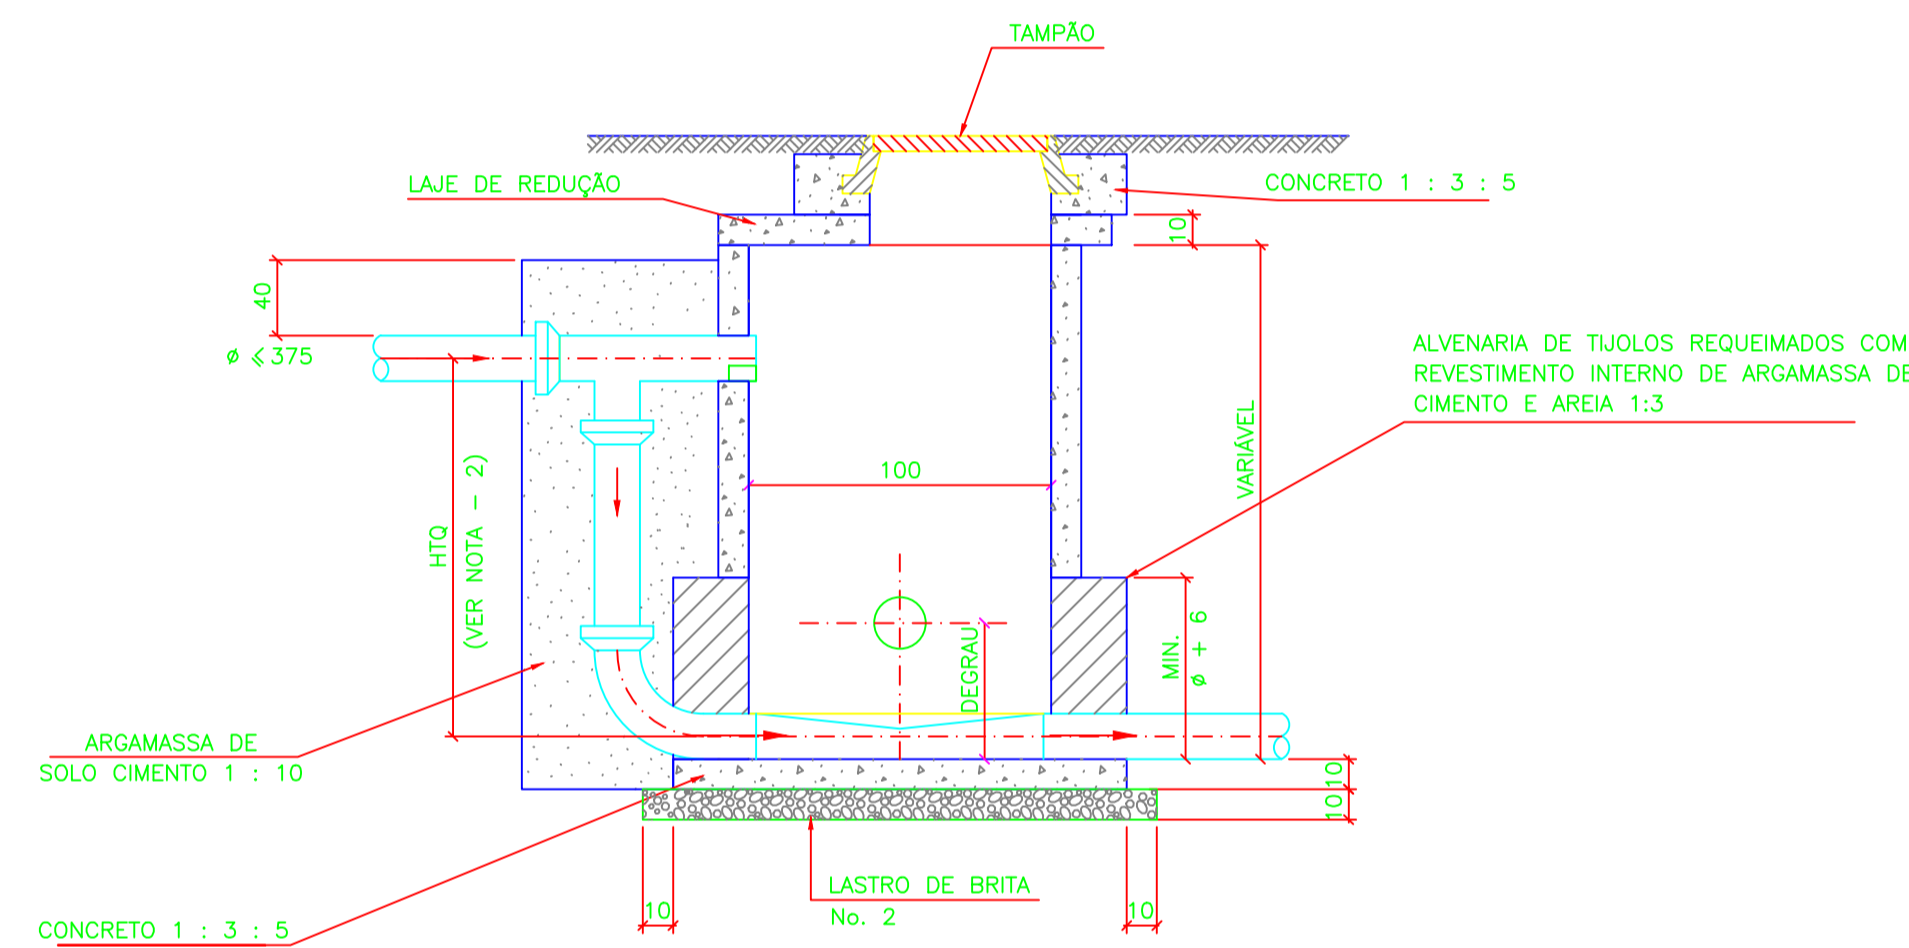 TAMPÃO
LAJE DE REDUÇÃO
CONCRETO 1 : 3 : 5
10
40
ø ≤375
ALVENARIA DE TIJOLOS REQUEIMADOS COM
REVESTIMENTO INTERNO DE ARGAMASSA DE
CIMENTO E AREIA 1:3
VARIÁVEL
100
HTQ
(VER NOTA - 2)
DEGRAU
MIN.
ø + 6
ARGAMASSA DE
SOLO CIMENTO 1 : 10
10
10
LASTRO DE BRITA
No. 2
10
10
CONCRETO 1 : 3 : 5